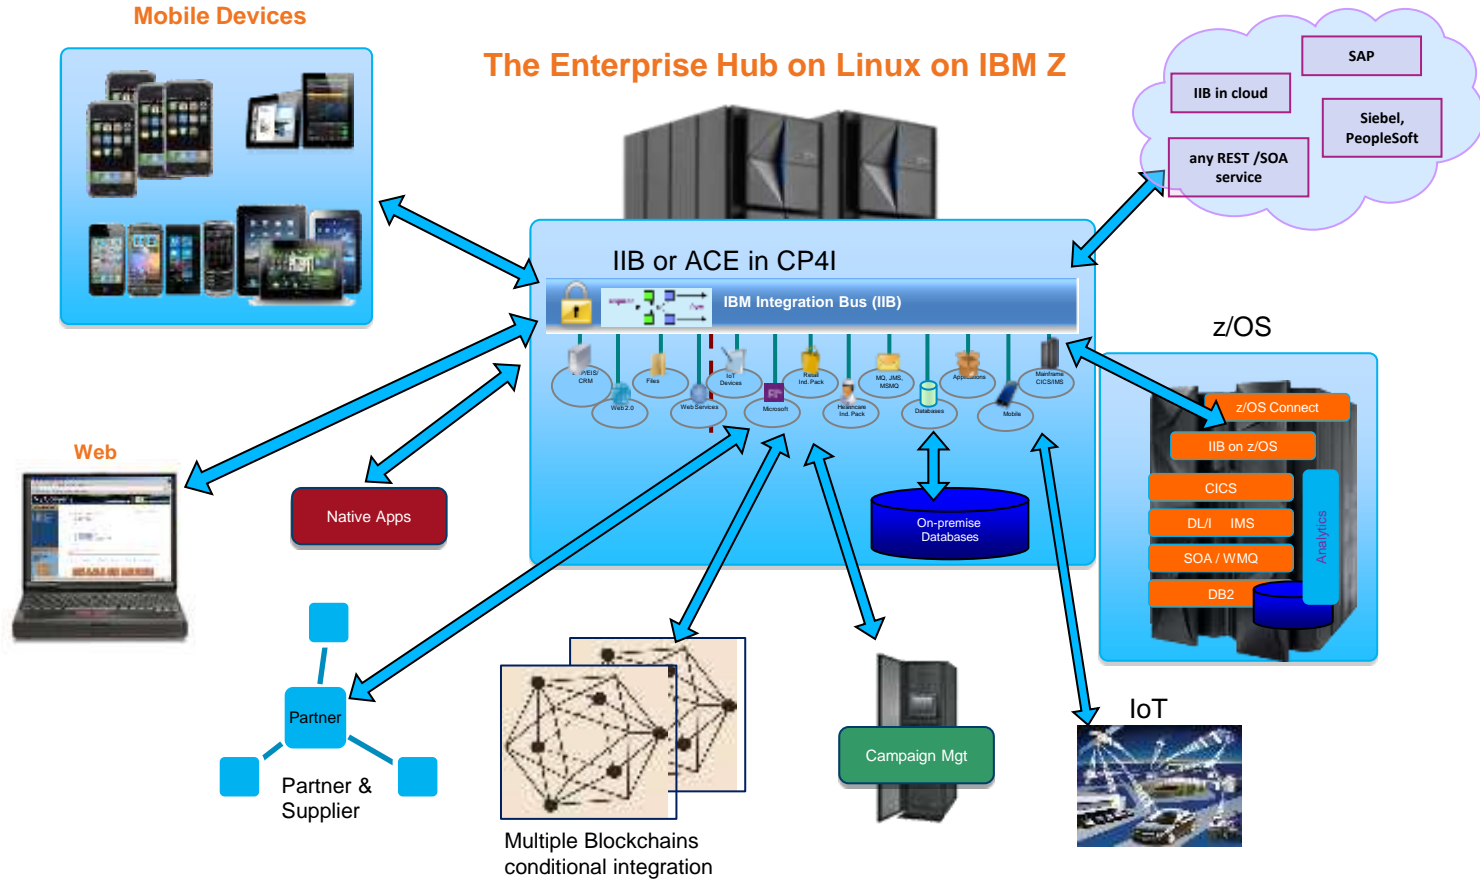 Mobile Devices
The Enterprise Hub on Linux on IBM Z
SAP
IIB in cloud
Siebel,
PeopleSoft
any REST /SOA
service
IIB or ACE in CP4I
IBM Integration Bus (IIB)
z/OS
CRM
Web 2.0
Files
Web Services
IoT
Devices
Microsoft
Retail
Ind. Pack
Healthcare
Ind. Pack
MQ, JMS,
MSMQ
Databases
Applications
Mobile
Mainframe
CICS/IMS
z/OS Connect
IIB on z/OS
CICS
DL/I IMS
SOA / WMQ
DB2
Analytics
Web
Native Apps
On-premise
Databases
Partner
Partner &
Supplier
Multiple Blockchains
conditional integration
Campaign Mgt
IoT